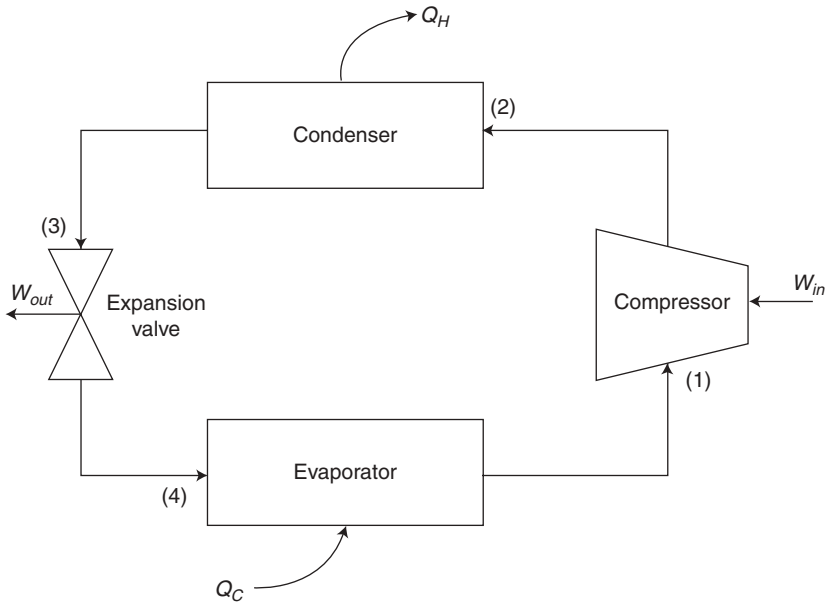 Q_H
(2)
Condenser
(3)
W_out
Expansion
valve
Compressor
W_in
(1)
Evaporator
(4)
Q_C